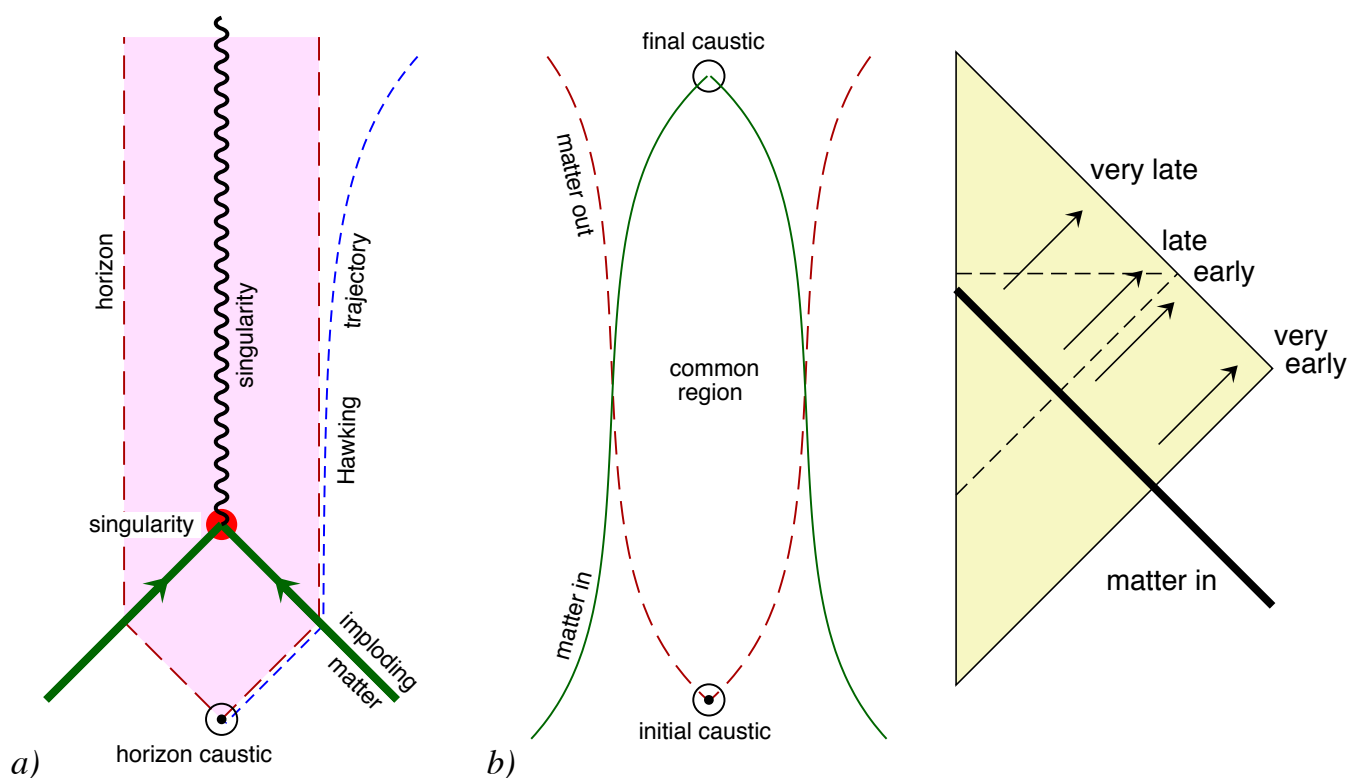 horizon
singularity
trajectory
Hawking
singularity
imploding
matter
horizon caustic
a)
final caustic
matter out
common
region
matter in
initial caustic
b)
very late
late
early
very
early
matter in